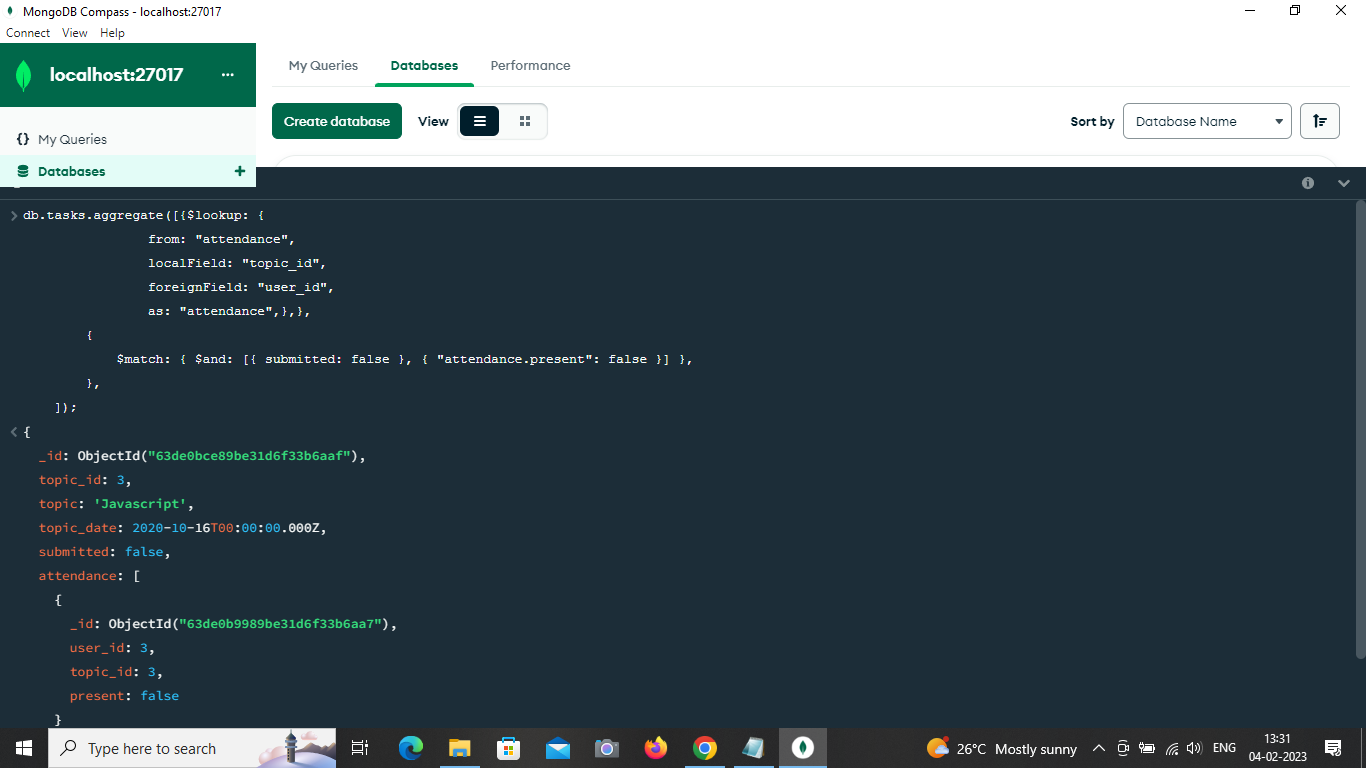 MongoDB Compass - localhost:27017
Connect View Help
localhost:27017 ...
My Queries Databases Performance
Create database View Sort by Database Name
{} My Queries
Databases +
> db.tasks.aggregate([{$lookup: {
from: "attendance",
localField: "topic_id",
foreignField: "user_id",
as: "attendance",},},
{
$match: { $and: [{ submitted: false }, { "attendance.present": false }] },
},
]);
< {
_id: ObjectId("63de0bce89be31d6f33b6aaf"),
topic_id: 3,
topic: 'Javascript',
topic_date: 2020-10-16T00:00:00.000Z,
submitted: false,
attendance: [
{
_id: ObjectId("63de0b9989be31d6f33b6aa7"),
user_id: 3,
topic_id: 3,
present: false
}
Type here to search 26°C Mostly sunny ENG 13:31
04-02-2023